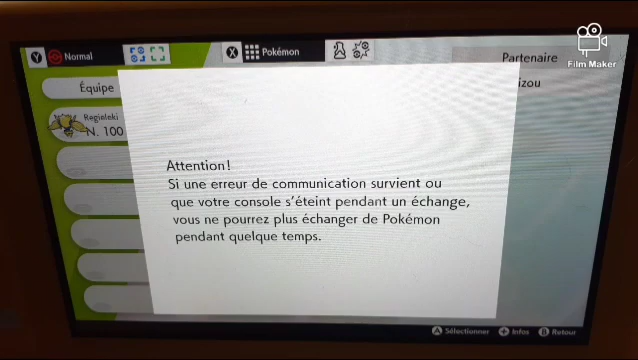 Y Normal
X Pokémon
Partenaire
Film Maker
Équipe
izou
Regieleki
N. 100
Attention!
Si une erreur de communication survient ou
que votre console s'éteint pendant un échange,
vous ne pourrez plus échanger de Pokémon
pendant quelque temps.
A Sélectionner + Infos B Retour